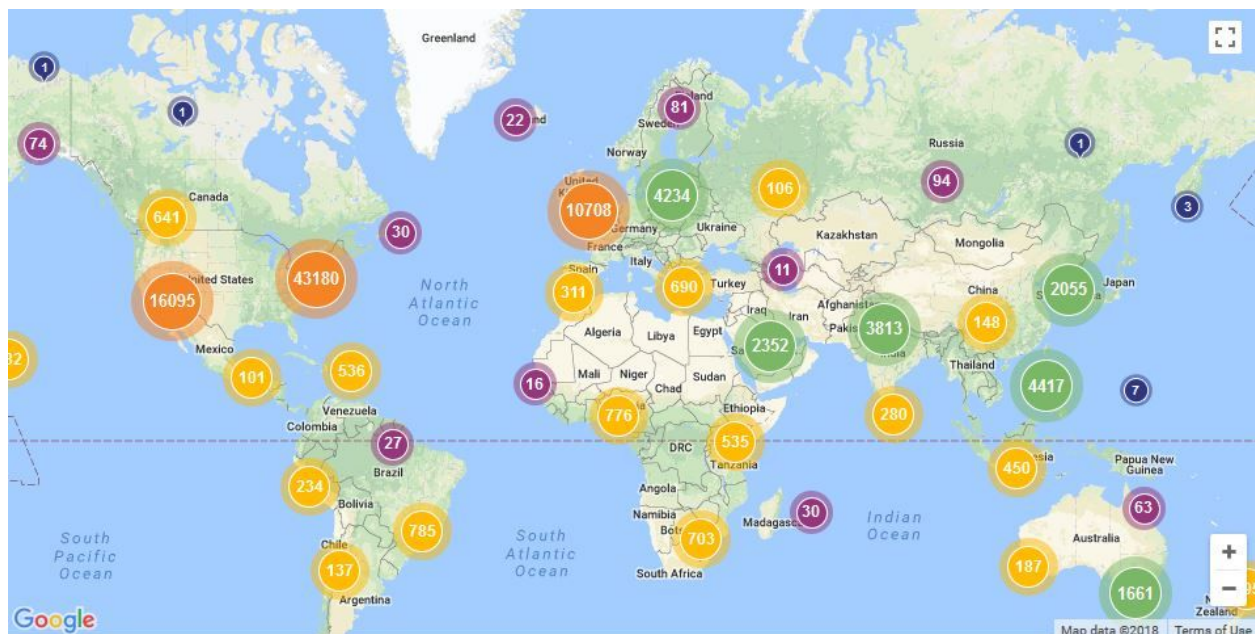 Greenland
1
1
74
22
81
Sweden
Norway
Russia
1
94
3
Canada
641
30
United
10708
4234
106
Ukraine
Germany
France
Kazakhstan
Mongolia
43180
United States
16095
North
Atlantic
Ocean
Italy
Spain
311
690
Turkey
11
Afghanistan
China
2055
Japan
Mexico
101
536
Algeria
Libya
Egypt
Iraq
Iran
2352
3813
148
16
Mali
Niger
Chad
Sudan
Thailand
4417
7
Venezuela
Colombia
776
Ethiopia
280
27
Brazil
DRC
535
Tanzania
450
Papua New
Guinea
234
Bolivia
Angola
Namibia
Madagascar
30
Indian
Ocean
63
Australia
785
703
South
Pacific
Ocean
South
Atlantic
Ocean
Chile
137
Argentina
South Africa
187
1661
+
−
Zealand
Google
Map data ©2018
Terms of Use